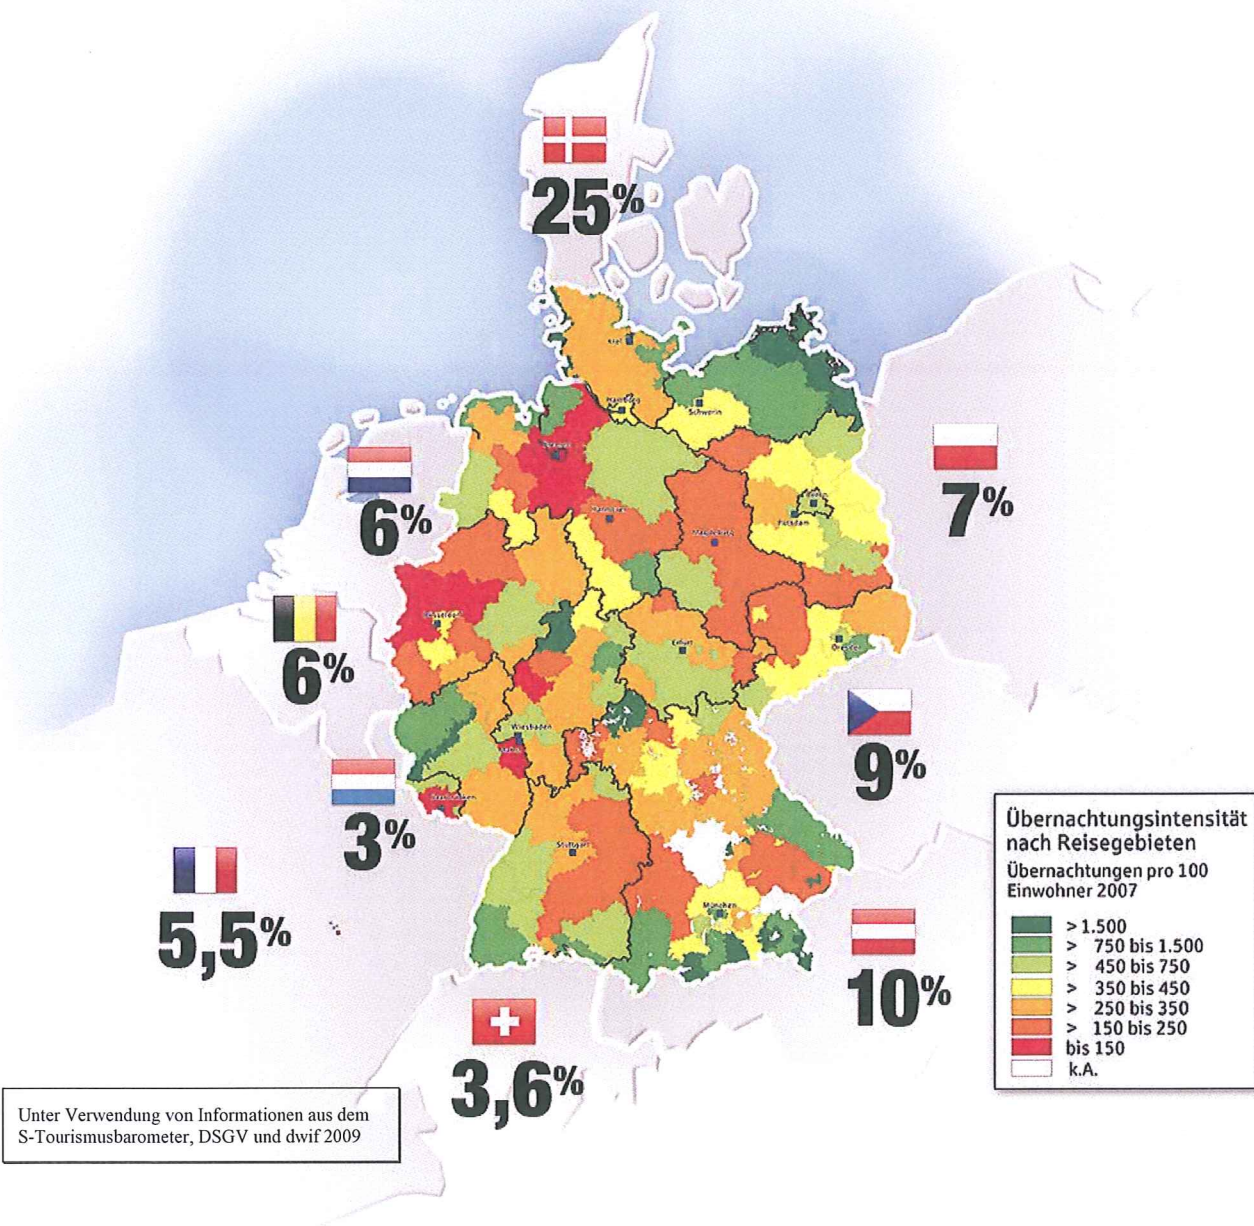 25%
Kiel
Hamburg
Schwerin
Bremen
6%
7%
Berlin
Potsdam
Hannover
Magdeburg
Düsseldorf
6%
Erfurt
Dresden
9%
Wiesbaden
Mainz
Saarbrücken
3%
Stuttgart
5,5%
München
10%
3,6%
Übernachtungsintensität
nach Reisegebieten
Übernachtungen pro 100
Einwohner 2007
> 1.500
> 750 bis 1.500
> 450 bis 750
> 350 bis 450
> 250 bis 350
> 150 bis 250
bis 150
k.A.
Unter Verwendung von Informationen aus dem
S-Tourismusbarometer, DSGV und dwif 2009